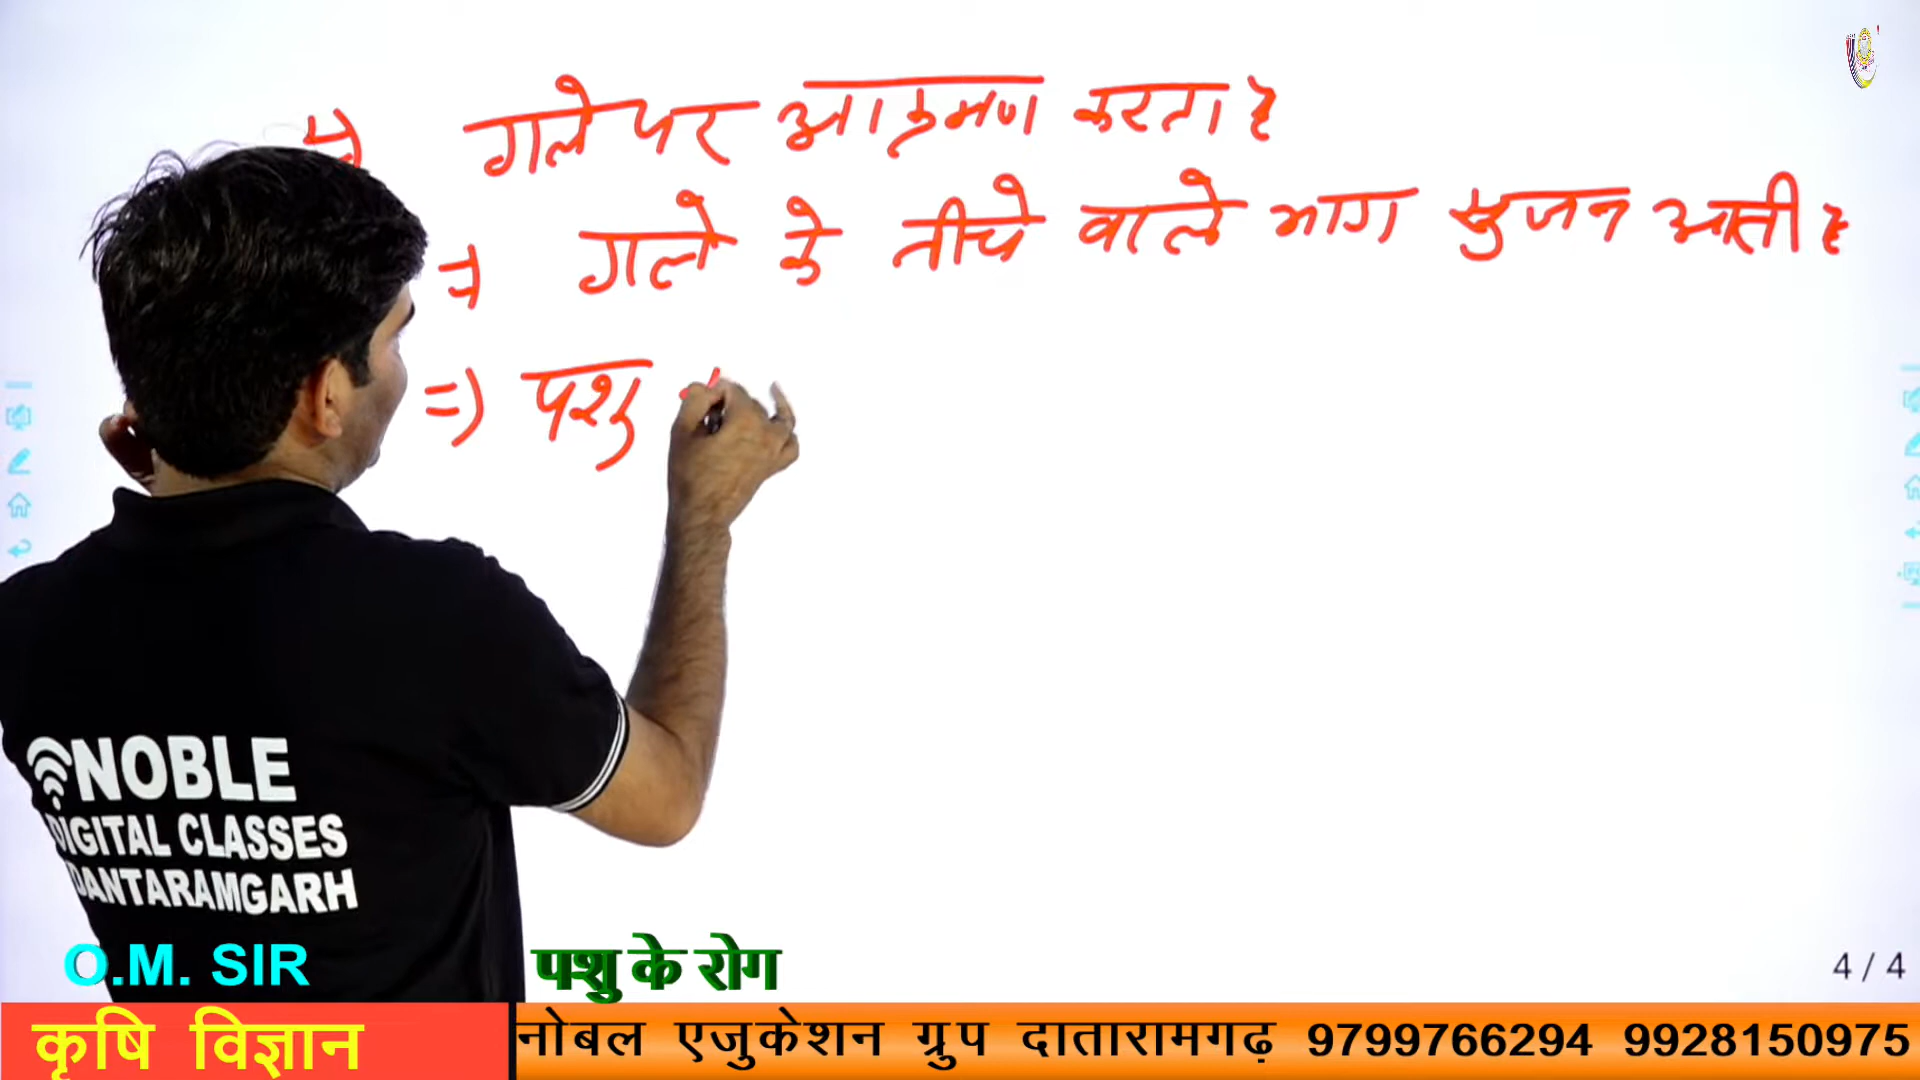 गले पर आक्रमण करता है
=> गले के नीचे वाले भाग सुजन आती है
=> पशु
NOBLE
DIGITAL CLASSES
DANTARAMGARH
O.M. SIR
पशु के रोग
4 / 4
कृषि विज्ञान
नोबल एजुकेशन ग्रुप दातारामगढ़ 9799766294 9928150975